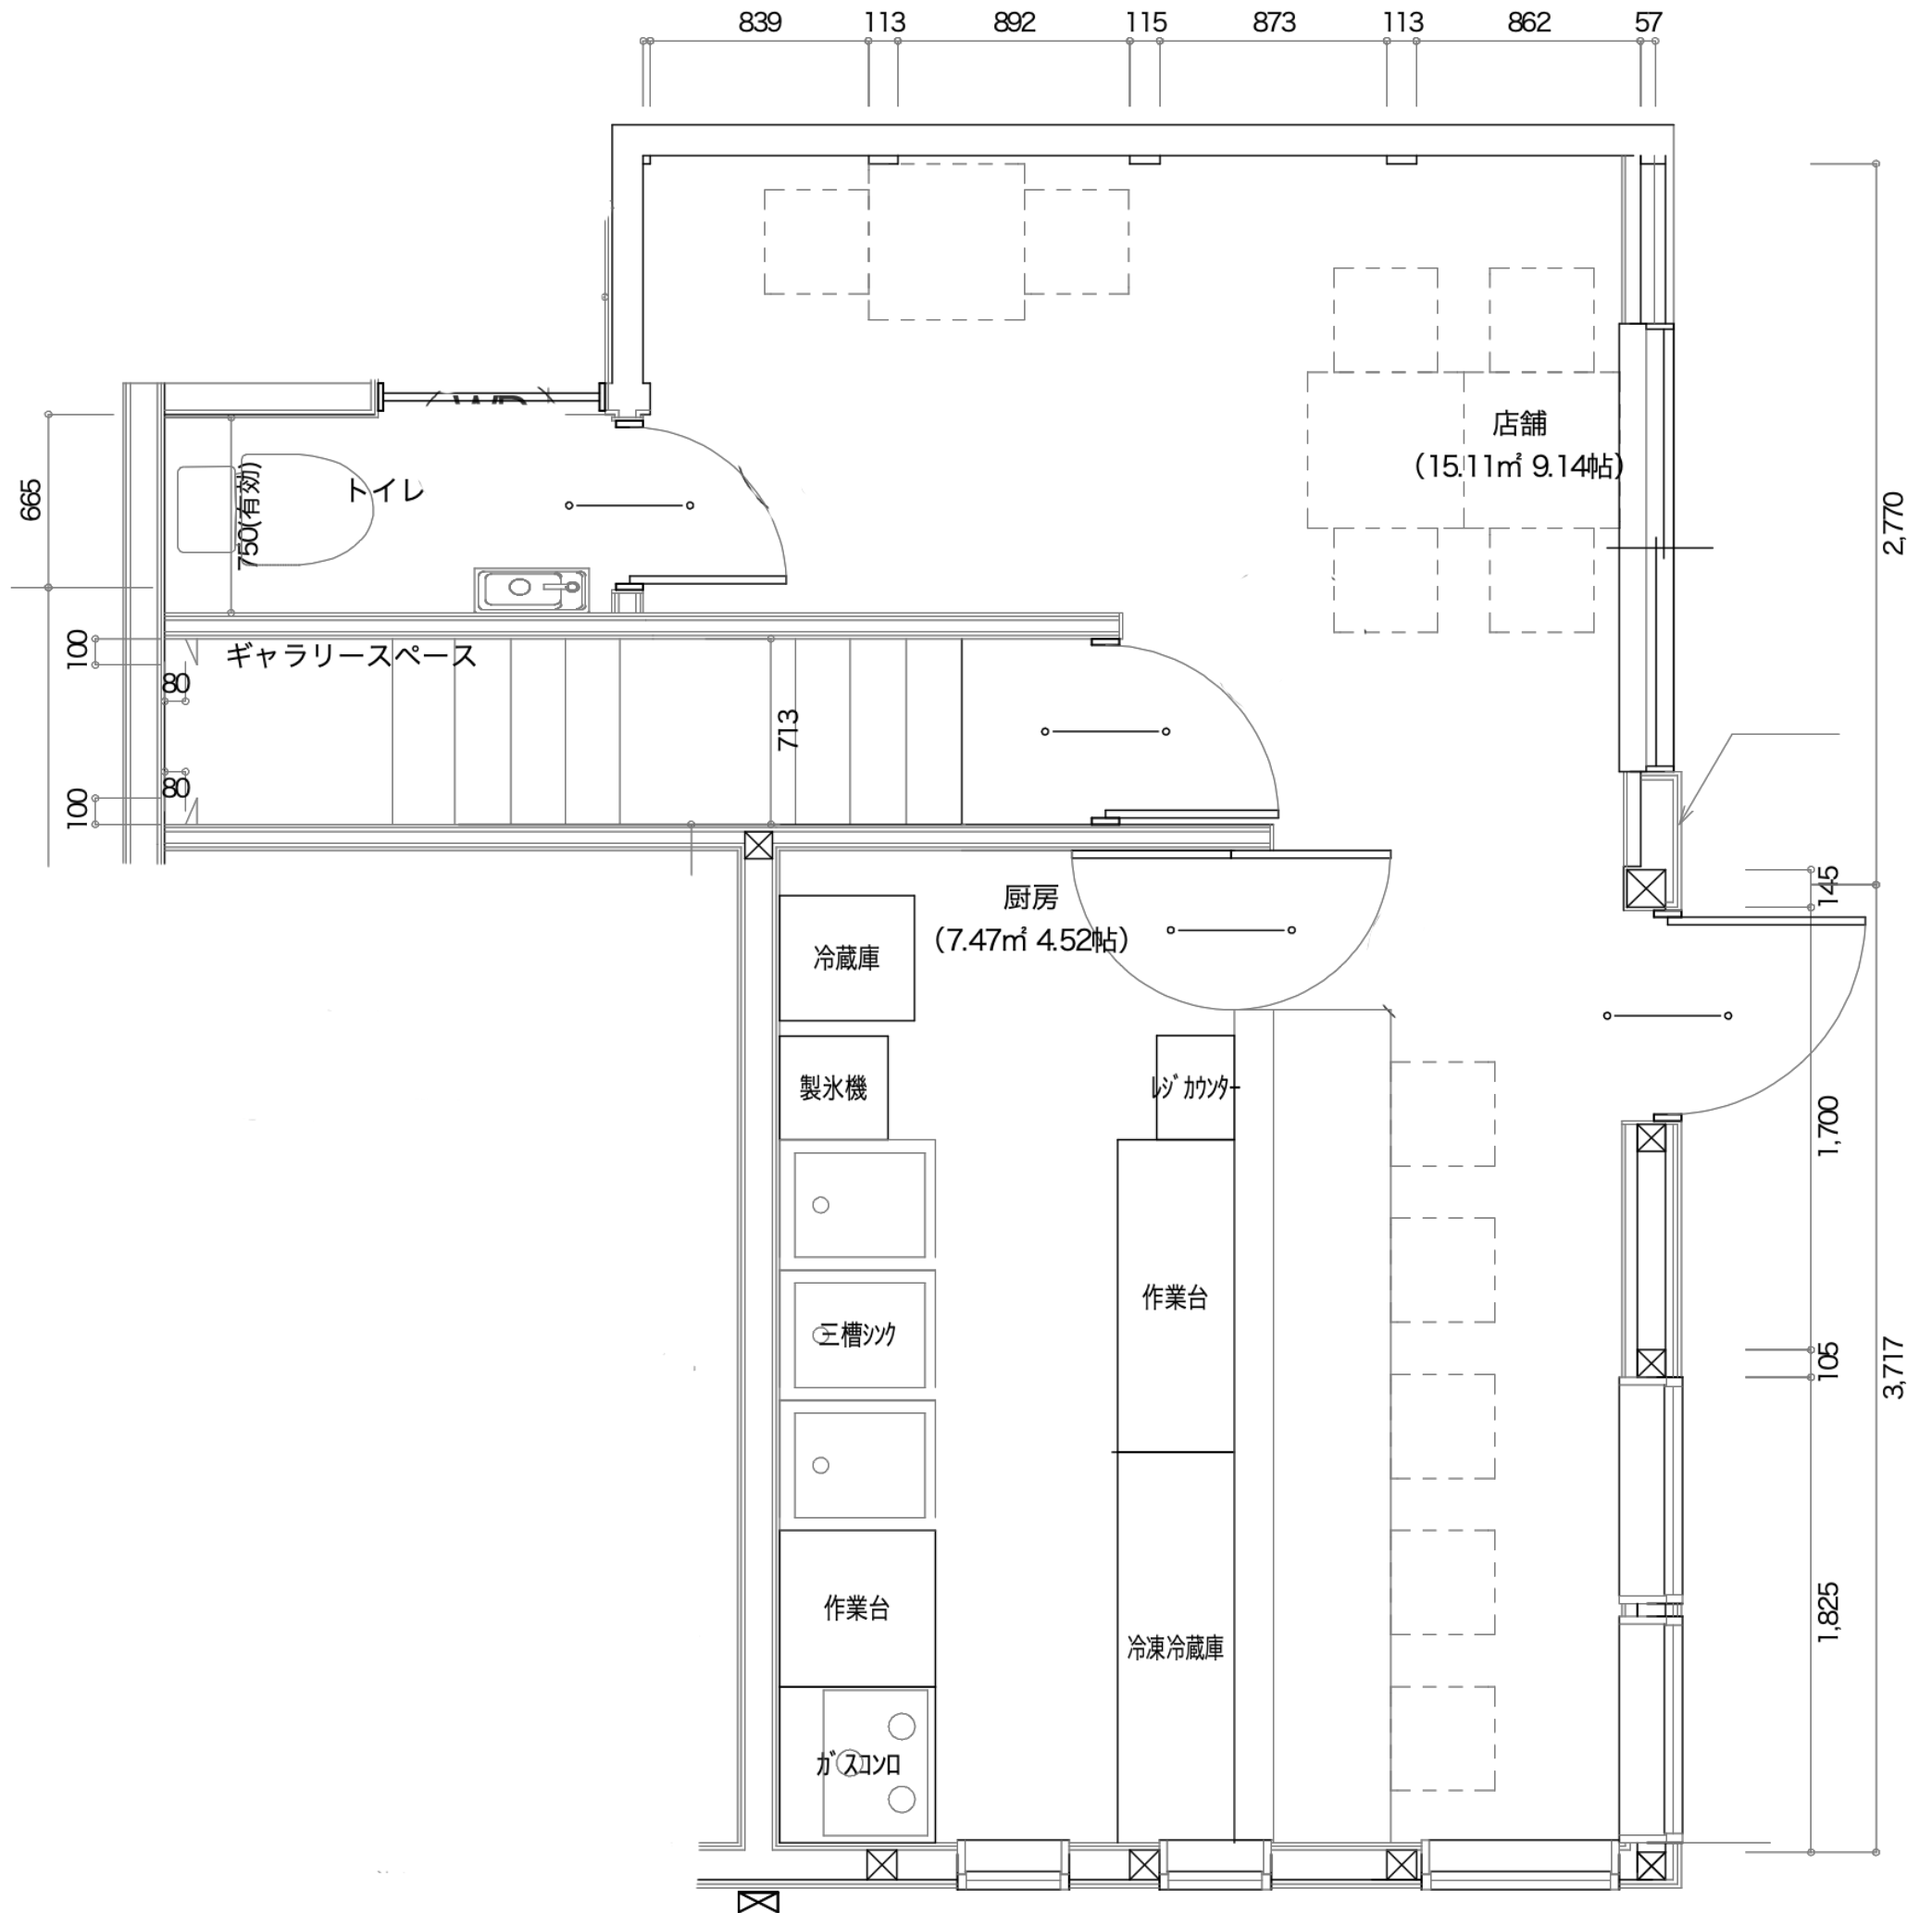 839
113
892
115
873
113
862
57
店舗
（15.11㎡ 9.14帖）
トイレ
750(有効)
665
2,770
ギャラリースペース
100
80
713
80
100
145
厨房
（7.47㎡ 4.52帖）
冷蔵庫
製氷機
ﾚｼﾞｶｳﾝﾀｰ
1,700
作業台
三槽ｼﾝｸ
105
3,717
作業台
冷凍冷蔵庫
1,825
ｶﾞｽｺﾝﾛ